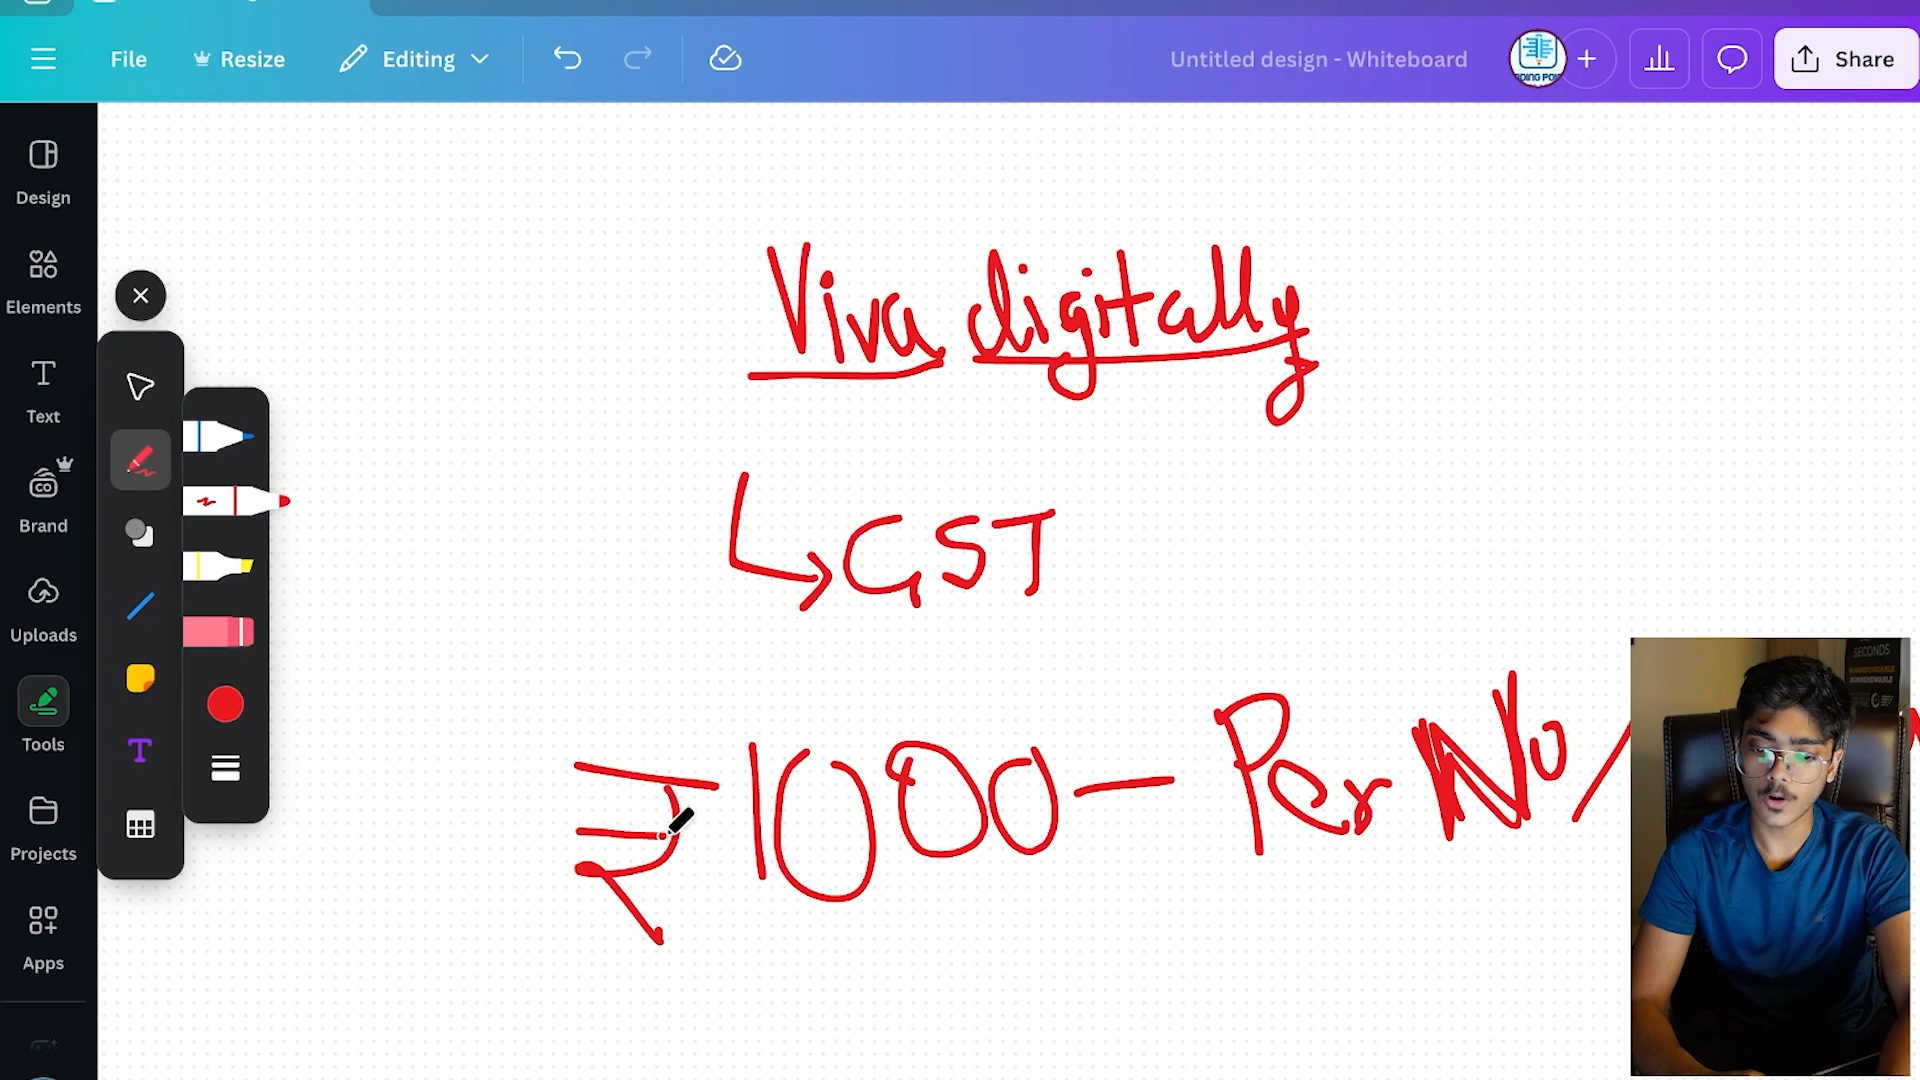 File Resize Editing Untitled design - Whiteboard Share
Design
Elements
Text
Brand
Uploads
Tools
Projects
Apps
Viva digitally
GST
₹1000 — Per No/
SECONDS